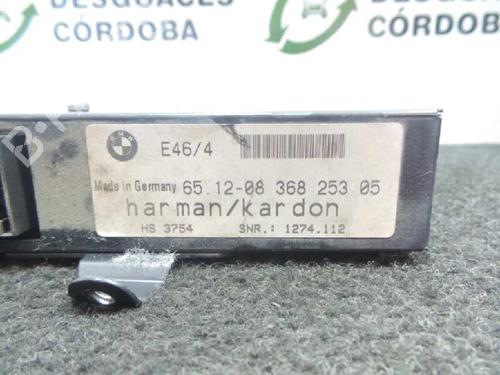 DESGUACES
CÓRDOBA
DESGUACES
CÓRDOBA
BMW
E46/4
Made in Germany 65.12-08 368 253 05
harman/kardon
HS 3754 SNR.: 1274.112